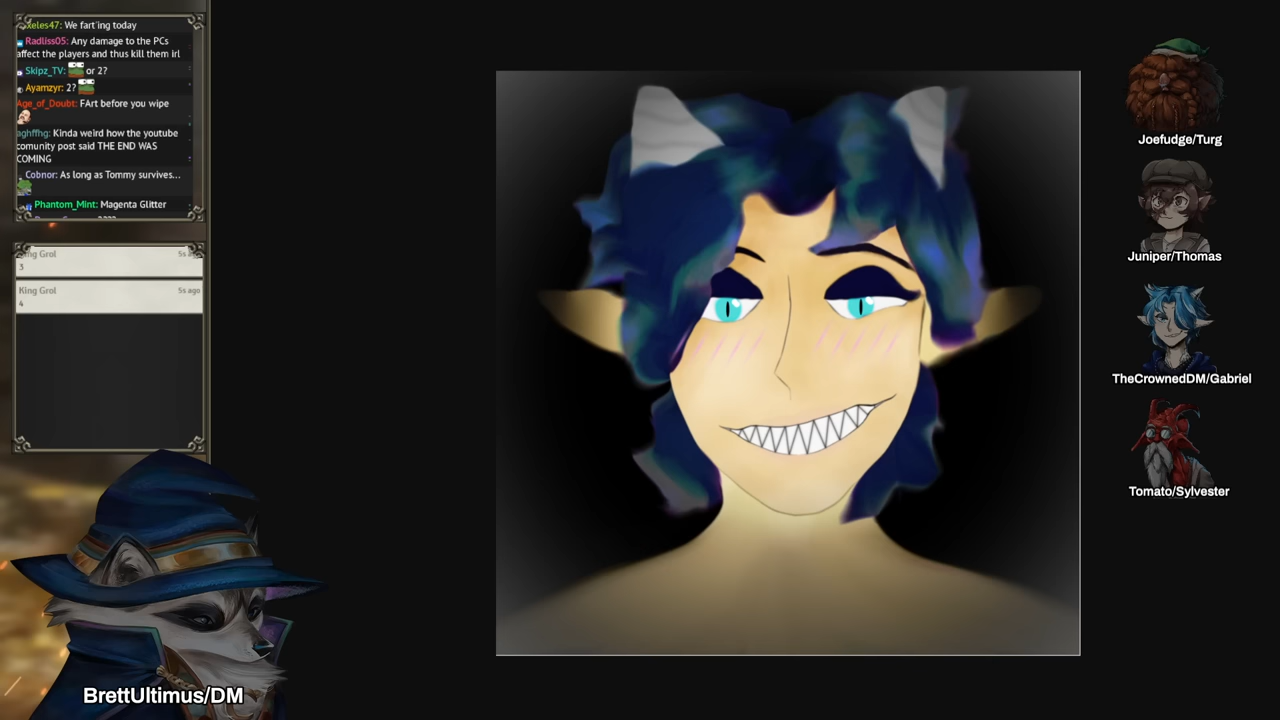 xeles47: We fart'ing today
Radliss05: Any damage to the PCs
affect the players and thus kill them irl
Skipz_TV: or 2?
Ayamzyr: 2?
Age_of_Doubt: FArt before you wipe
aghffhg: Kinda weird how the youtube
comunity post said THE END WAS
COMING
Cobnor: As long as Tommy survives...
Phantom_Mint: Magenta Glitter
Grol 5s
3
King Grol 5s ago
4
Joefudge/Turg
Juniper/Thomas
TheCrownedDM/Gabriel
Tomato/Sylvester
BrettUltimus/DM